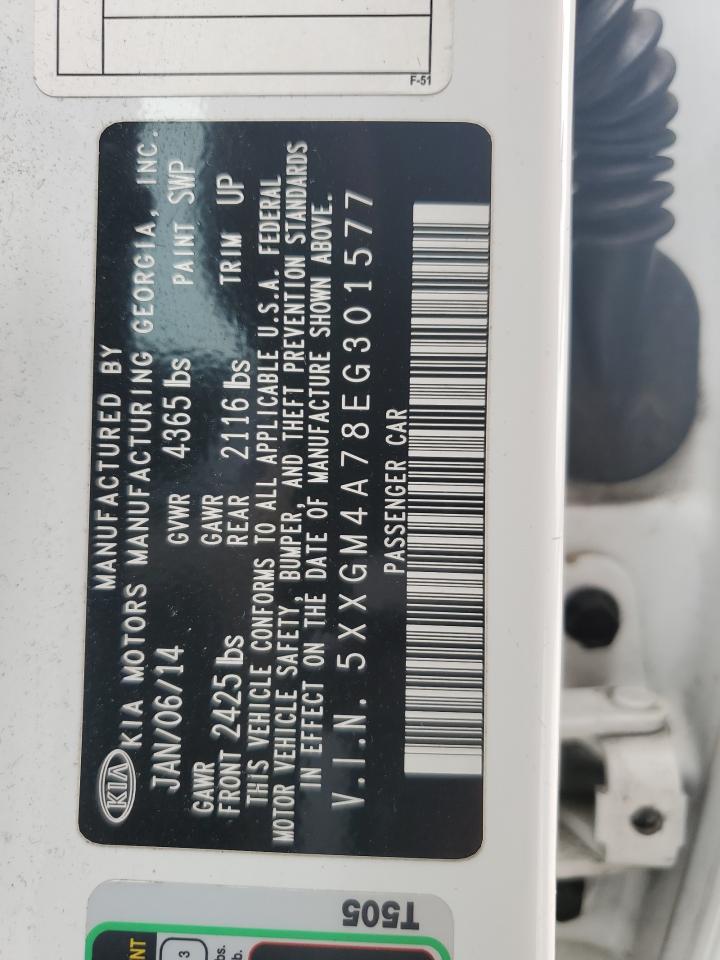 F-51
MANUFACTURED BY
KIA KIA MOTORS MANUFACTURING GEORGIA, INC.
JAN/06/14 GVWR 4365 lbs PAINT SWP
GAWR GAWR
FRONT 2425 lbs REAR 2116 lbs TRIM UP
THIS VEHICLE CONFORMS TO ALL APPLICABLE U.S.A. FEDERAL
MOTOR VEHICLE SAFETY, BUMPER, AND THEFT PREVENTION STANDARDS
IN EFFECT ON THE DATE OF MANUFACTURE SHOWN ABOVE.
V.I.N. 5XXGM4A78EG301577
PASSENGER CAR
T505
3